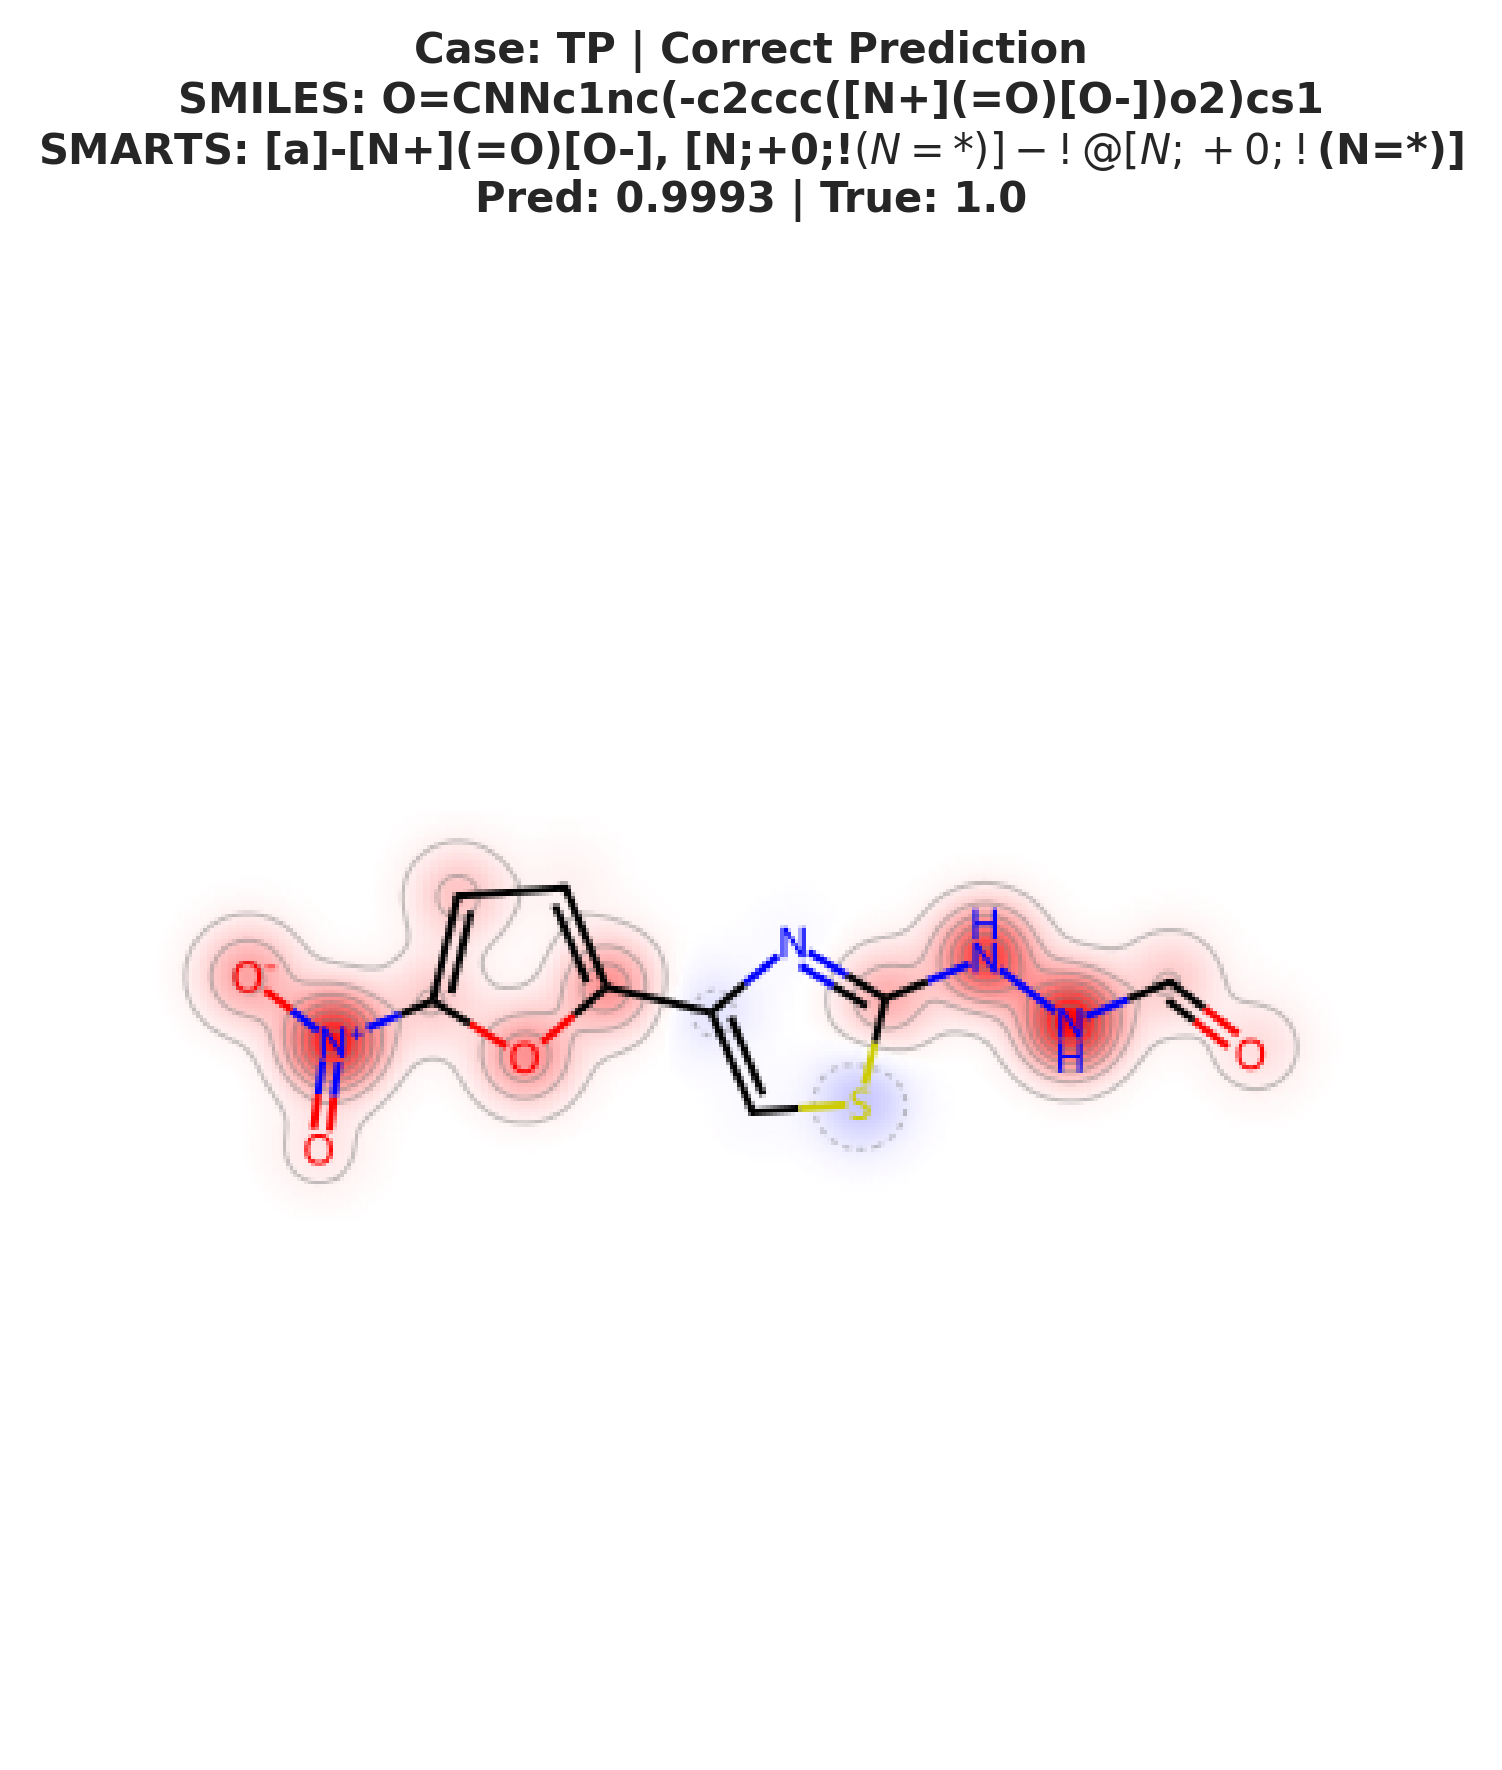 Case: TP | Correct Prediction
SMILES: O=CNNc1nc(-c2ccc([N+](=O)[O-])o2)cs1
SMARTS: [a]-[N+](=O)[O-], [N;+0;!(N = *)] − ! @[N; + 0; ! (N=*)]
Pred: 0.9993 | True: 1.0
H
N
N
O⁻
N⁺
N
H
O
O
S
O